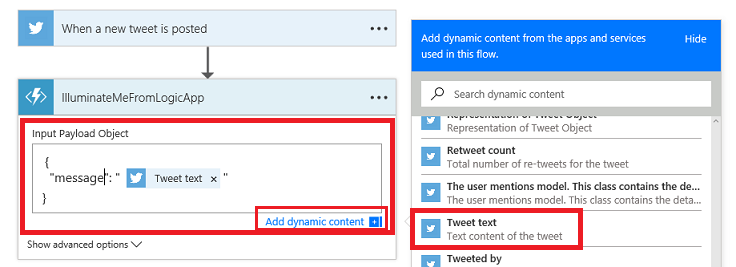 When a new tweet is posted
IlluminateMeFromLogicApp
Input Payload Object
{
"message": " Tweet text × "
}
Add dynamic content
Show advanced options
Add dynamic content from the apps and services
used in this flow.
Hide
Search dynamic content
Representation of Tweet Object
Representation of Tweet Object
Retweet count
Total number of re-tweets for the tweet
The user mentions model. This class contains the de...
The user mentions model. This class contains the deta...
Tweet text
Text content of the tweet
Tweeted by